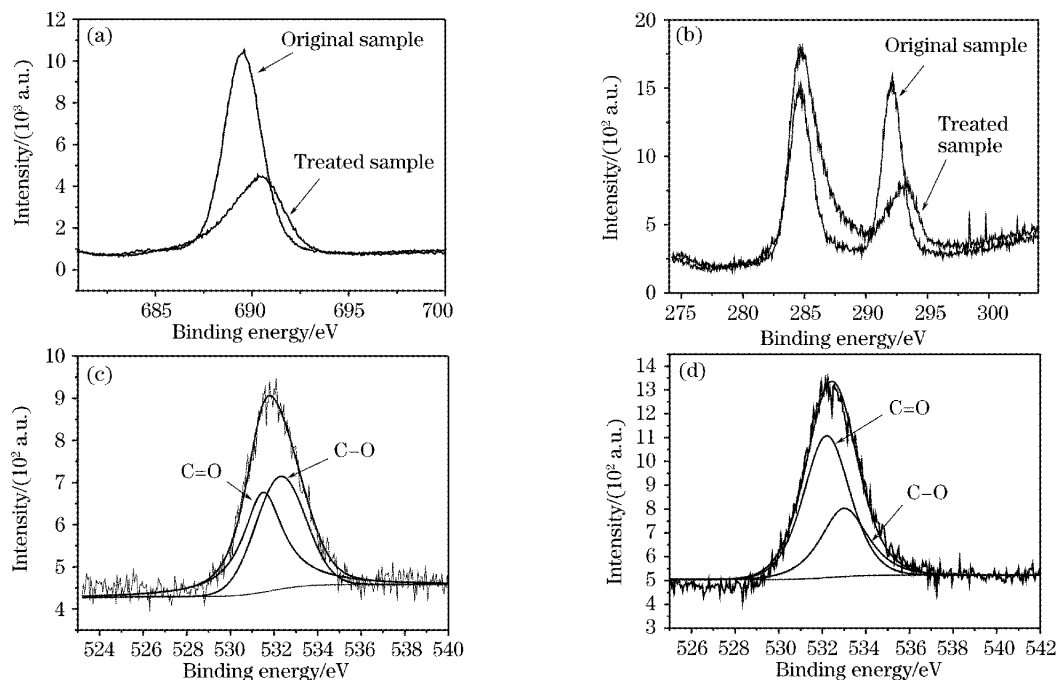 (a)
Original sample
Treated sample
12
10
8
6
4
2
0
Intensity/(10³ a.u.)
685 690 695 700
Binding energy/eV
(b)
Original sample
Treated
sample
20
15
10
5
0
Intensity/(10² a.u.)
275 280 285 290 295 300
Binding energy/eV
(c)
C=O
C−O
10
9
8
7
6
5
4
Intensity/(10² a.u.)
524 526 528 530 532 534 536 538 540
Binding energy/eV
(d)
C=O
C−O
14
13
12
11
10
9
8
7
6
5
4
3
Intensity/(10² a.u.)
526 528 530 532 534 536 538 540 542
Binding energy/eV